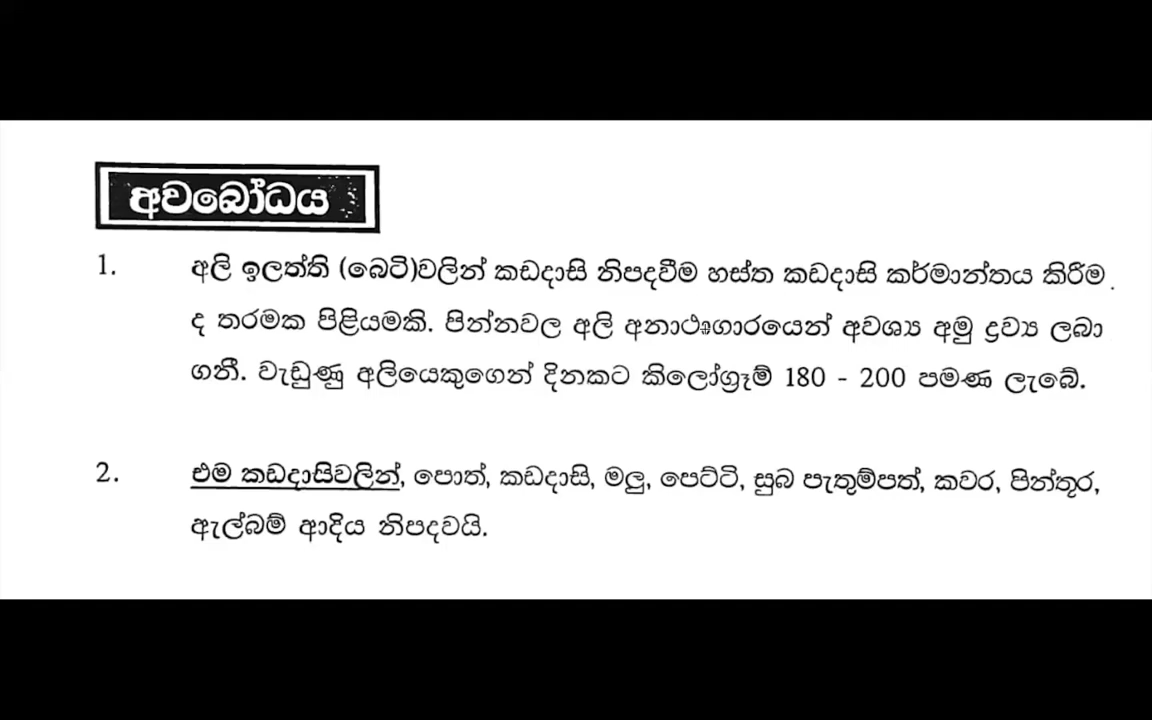 අවබෝධය
1. අලි ඉලත්ති (බෙටි)වලින් කඩදාසි නිපදවීම හස්ත කඩදාසි කර්මාන්තය කිරීම
ද තරමක පිළියමකි. පින්නවල අලි අනාථාගාරයෙන් අවශ්‍ය අමු ද්‍රව්‍ය ලබා
ගනී. වැඩුණු අලියෙකුගෙන් දිනකට කිලෝග්‍රෑම් 180 - 200 පමණ ලැබේ.
2. එම කඩදාසිවලින්, පොත්, කඩදාසි, මලු, පෙට්ටි, සුබ පැතුම්පත්, කවර, පින්තූර,
ඇල්බම් ආදිය නිපදවයි.